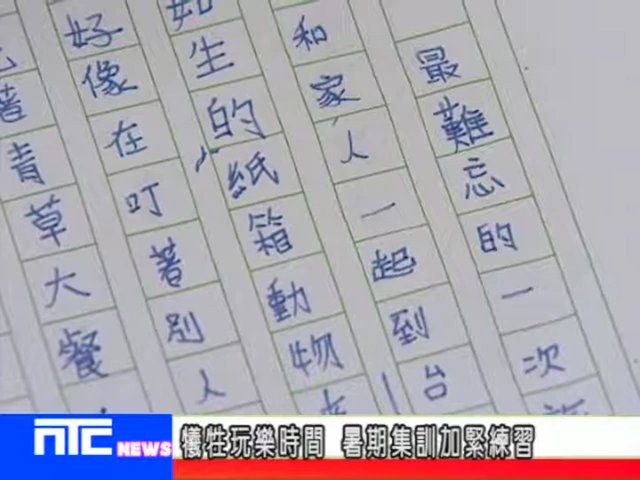 最難忘的一次
和家人一起到台
生的紙箱動物
好像在叮著別人
著青草大餐
NTC NEWS
犧牲玩樂時間 暑期集訓加緊練習